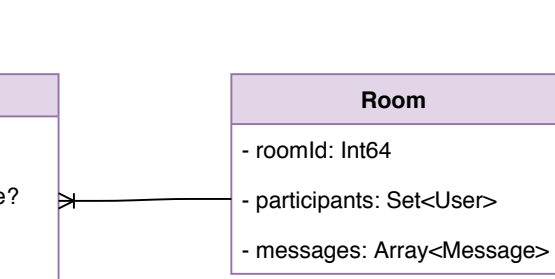 Room
- roomId: Int64
- participants: Set<User>
- messages: Array<Message>